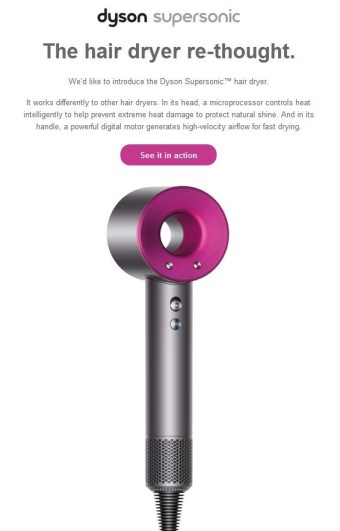 dyson supersonic
The hair dryer re-thought.
We'd like to introduce the Dyson Supersonic™ hair dryer.
It works differently to other hair dryers. In its head, a microprocessor controls heat
intelligently to help prevent extreme heat damage to protect natural shine. And in its
handle, a powerful digital motor generates high-velocity airflow for fast drying.
See it in action